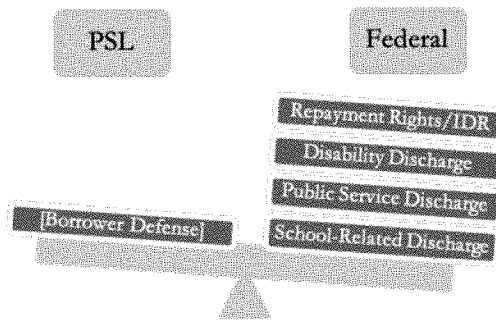 PSL
Federal
Repayment Rights/IDR
Disability Discharge
Public Service Discharge
[Borrower Defense]
School-Related Discharge